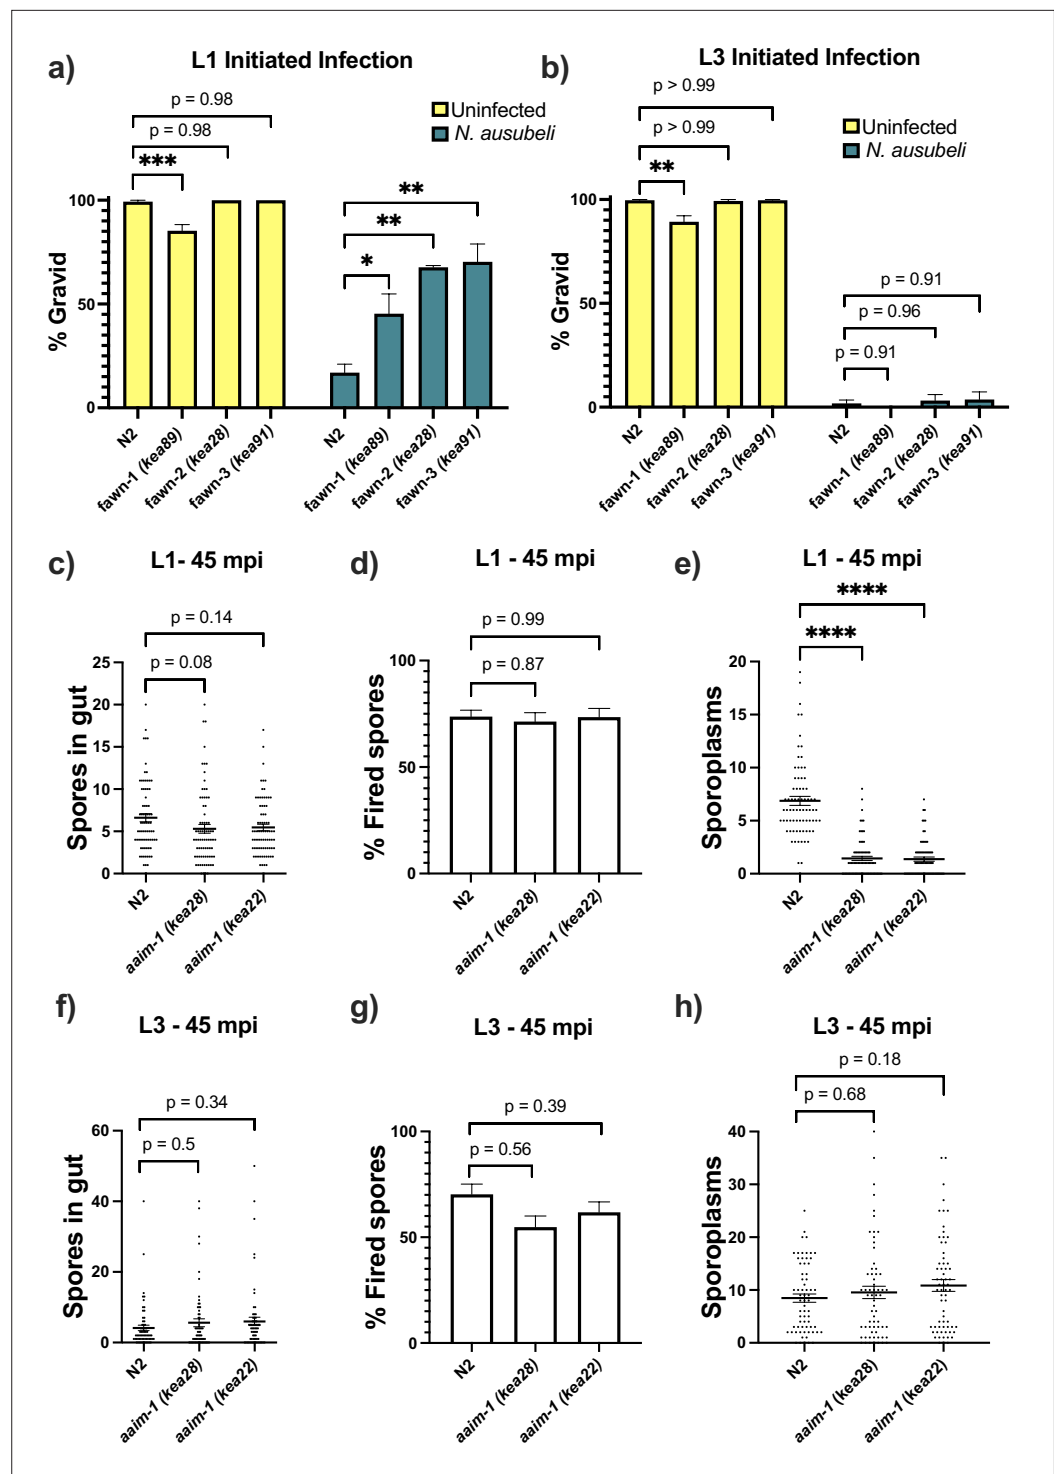 a) L1 Initiated Infection
p = 0.98
p = 0.98
***
Uninfected
N. ausubeli
**
**
*
% Gravid
100
50
0
N2
fawn-1 (kea89)
fawn-2 (kea28)
fawn-3 (kea91)
N2
fawn-1 (kea89)
fawn-2 (kea28)
fawn-3 (kea91)
b) L3 Initiated Infection
p > 0.99
p > 0.99
**
Uninfected
N. ausubeli
p = 0.91
p = 0.96
p = 0.91
% Gravid
100
50
0
N2
fawn-1 (kea89)
fawn-2 (kea28)
fawn-3 (kea91)
N2
fawn-1 (kea89)
fawn-2 (kea28)
fawn-3 (kea91)
c) L1- 45 mpi
p = 0.14
p = 0.08
Spores in gut
25
20
15
10
5
0
N2
aaim-1 (kea28)
aaim-1 (kea22)
d) L1 - 45 mpi
p = 0.99
p = 0.87
% Fired spores
100
50
0
N2
aaim-1 (kea28)
aaim-1 (kea22)
e) L1 - 45 mpi
****
****
Sporoplasms
20
15
10
5
0
N2
aaim-1 (kea28)
aaim-1 (kea22)
f) L3 - 45 mpi
p = 0.34
p = 0.5
Spores in gut
60
40
20
0
N2
aaim-1 (kea28)
aaim-1 (kea22)
g) L3 - 45 mpi
p = 0.39
p = 0.56
% Fired spores
100
50
0
N2
aaim-1 (kea28)
aaim-1 (kea22)
h) L3 - 45 mpi
p = 0.18
p = 0.68
Sporoplasms
40
30
20
10
0
N2
aaim-1 (kea28)
aaim-1 (kea22)